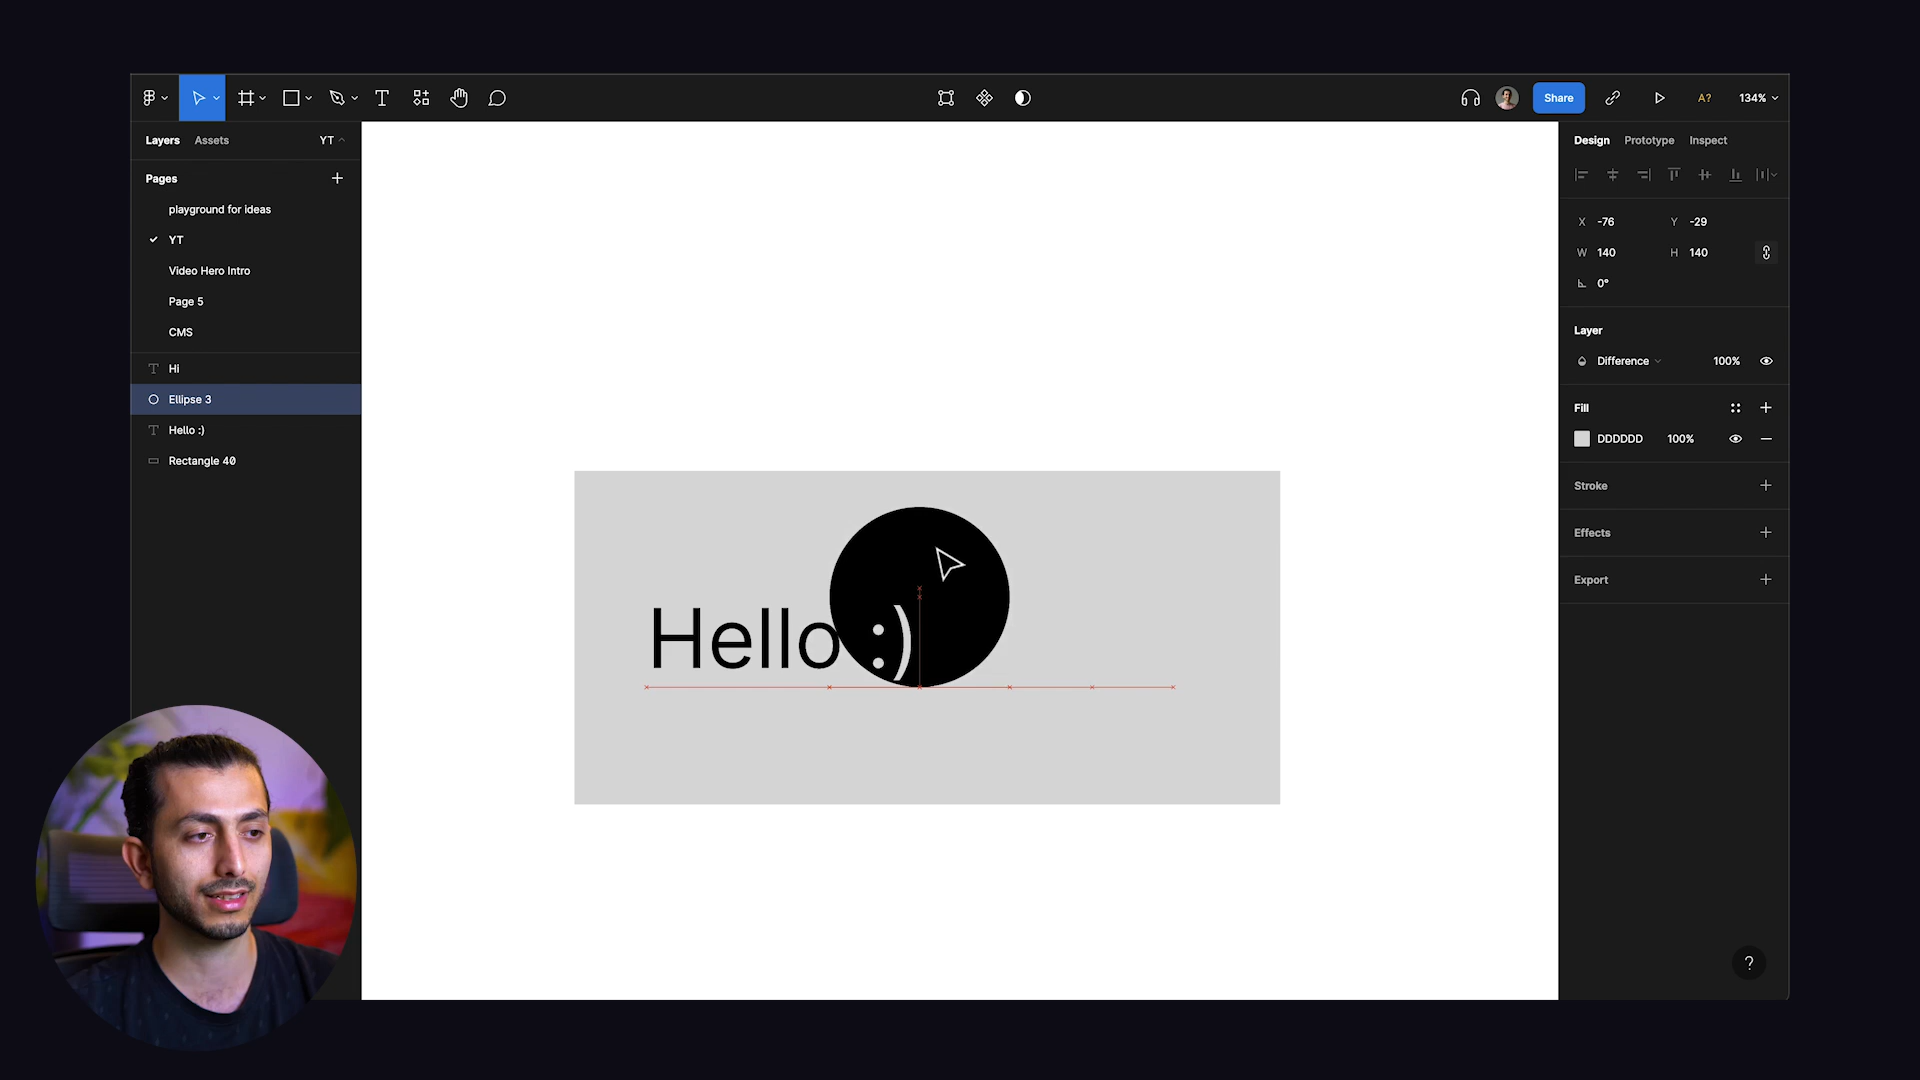 Share
A?
134%
Layers Assets YT
Pages
playground for ideas
YT
Video Hero Intro
Page 5
CMS
Hi
Ellipse 3
Hello :)
Rectangle 40
Hello :)
Design Prototype Inspect
X -76 Y -29
W 140 H 140
0°
Layer
Difference 100%
Fill
DDDDDD 100%
Stroke
Effects
Export
?